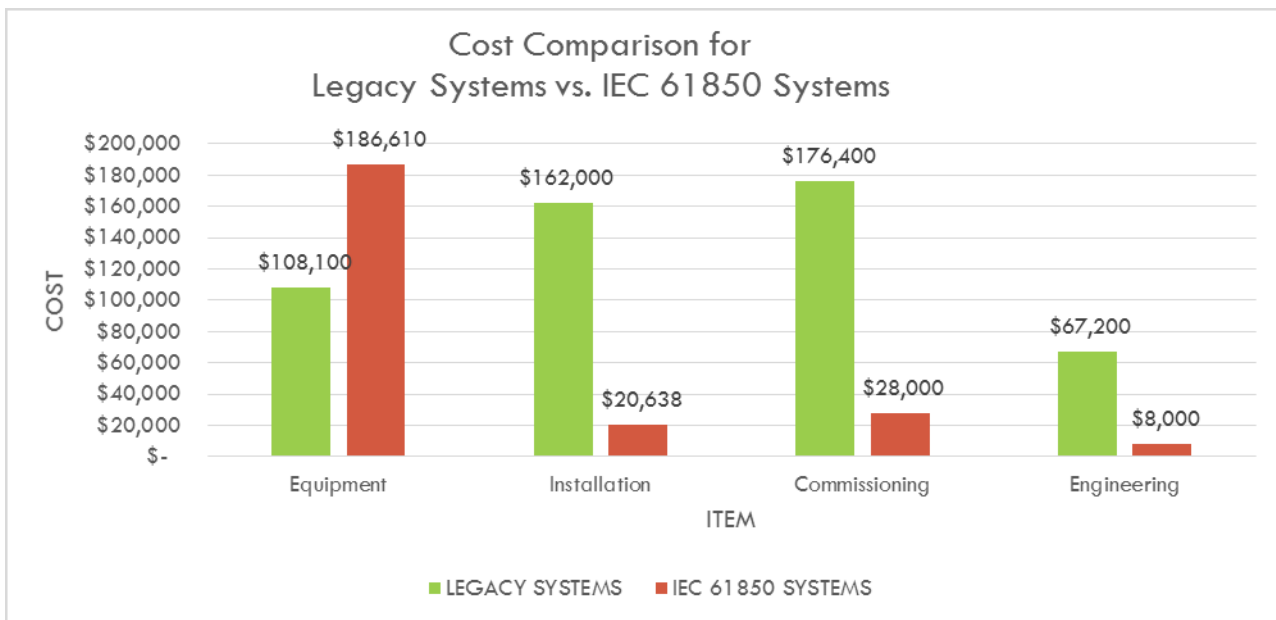 Cost Comparison for
Legacy Systems vs. IEC 61850 Systems
COST
$200,000
$180,000
$160,000
$140,000
$120,000
$100,000
$80,000
$60,000
$40,000
$20,000
$-
$108,100
$186,610
$162,000
$20,638
$176,400
$28,000
$67,200
$8,000
Equipment
Installation
Commissioning
Engineering
ITEM
LEGACY SYSTEMS
IEC 61850 SYSTEMS